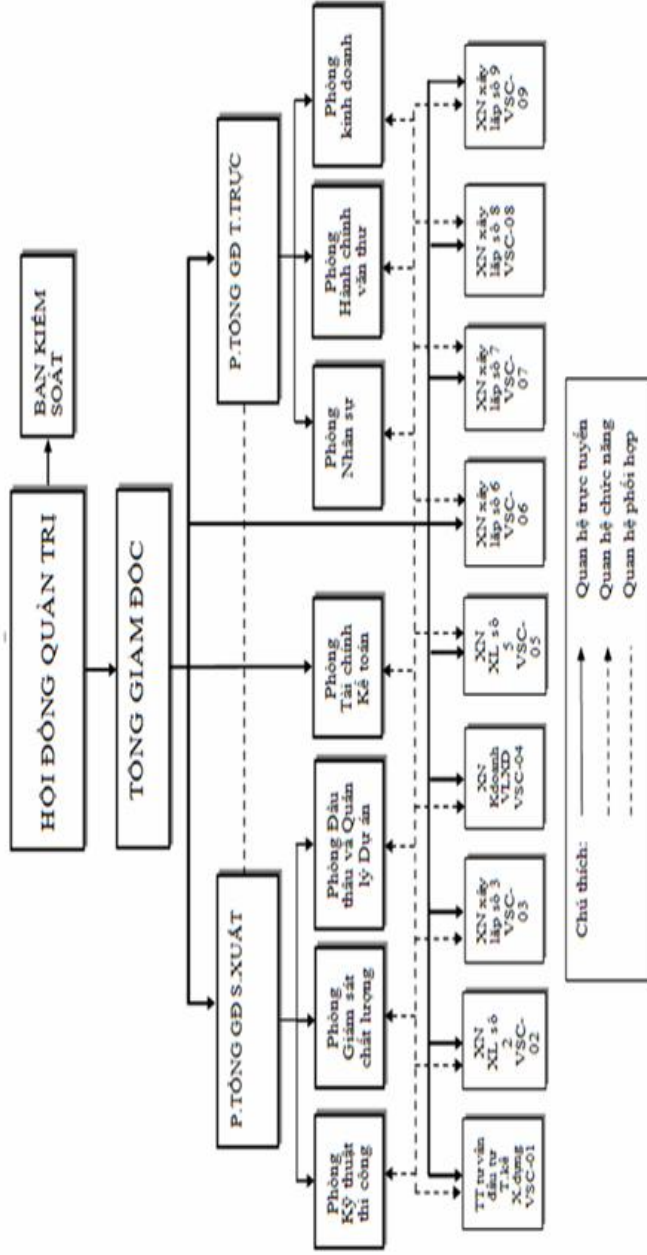 HỘI ĐỒNG QUẢN TRỊ
BAN KIỂM
SOÁT
TỔNG GIÁM ĐỐC
P.TỔNG GĐ S.XUẤT
P.TỔNG GĐ T.TRỰC
Phòng
Kỹ thuật
thi công
Phòng
Giám sát
chất lượng
Phòng Đấu
thầu và Quản
lý Dự án
Phòng
Tài chính
Kế toán
Phòng
Nhân sự
Phòng
Hành chính
văn thư
Phòng
kinh doanh
TT tư vấn
đầu tư
T.kế
X.dựng
VSC-01
XN
XL số
2
VSC-
02
XN xây
lắp số 3
VSC-
03
XN
Kdoanh
VLXD
VSC-04
XN
XL số
5
VSC-
05
XN xây
lắp số 6
VSC-
06
XN xây
lắp số 7
VSC-
07
XN xây
lắp số 8
VSC-08
XN xây
lắp số 9
VSC-
09
Chú thích:
Quan hệ trực tuyến
Quan hệ chức năng
Quan hệ phối hợp